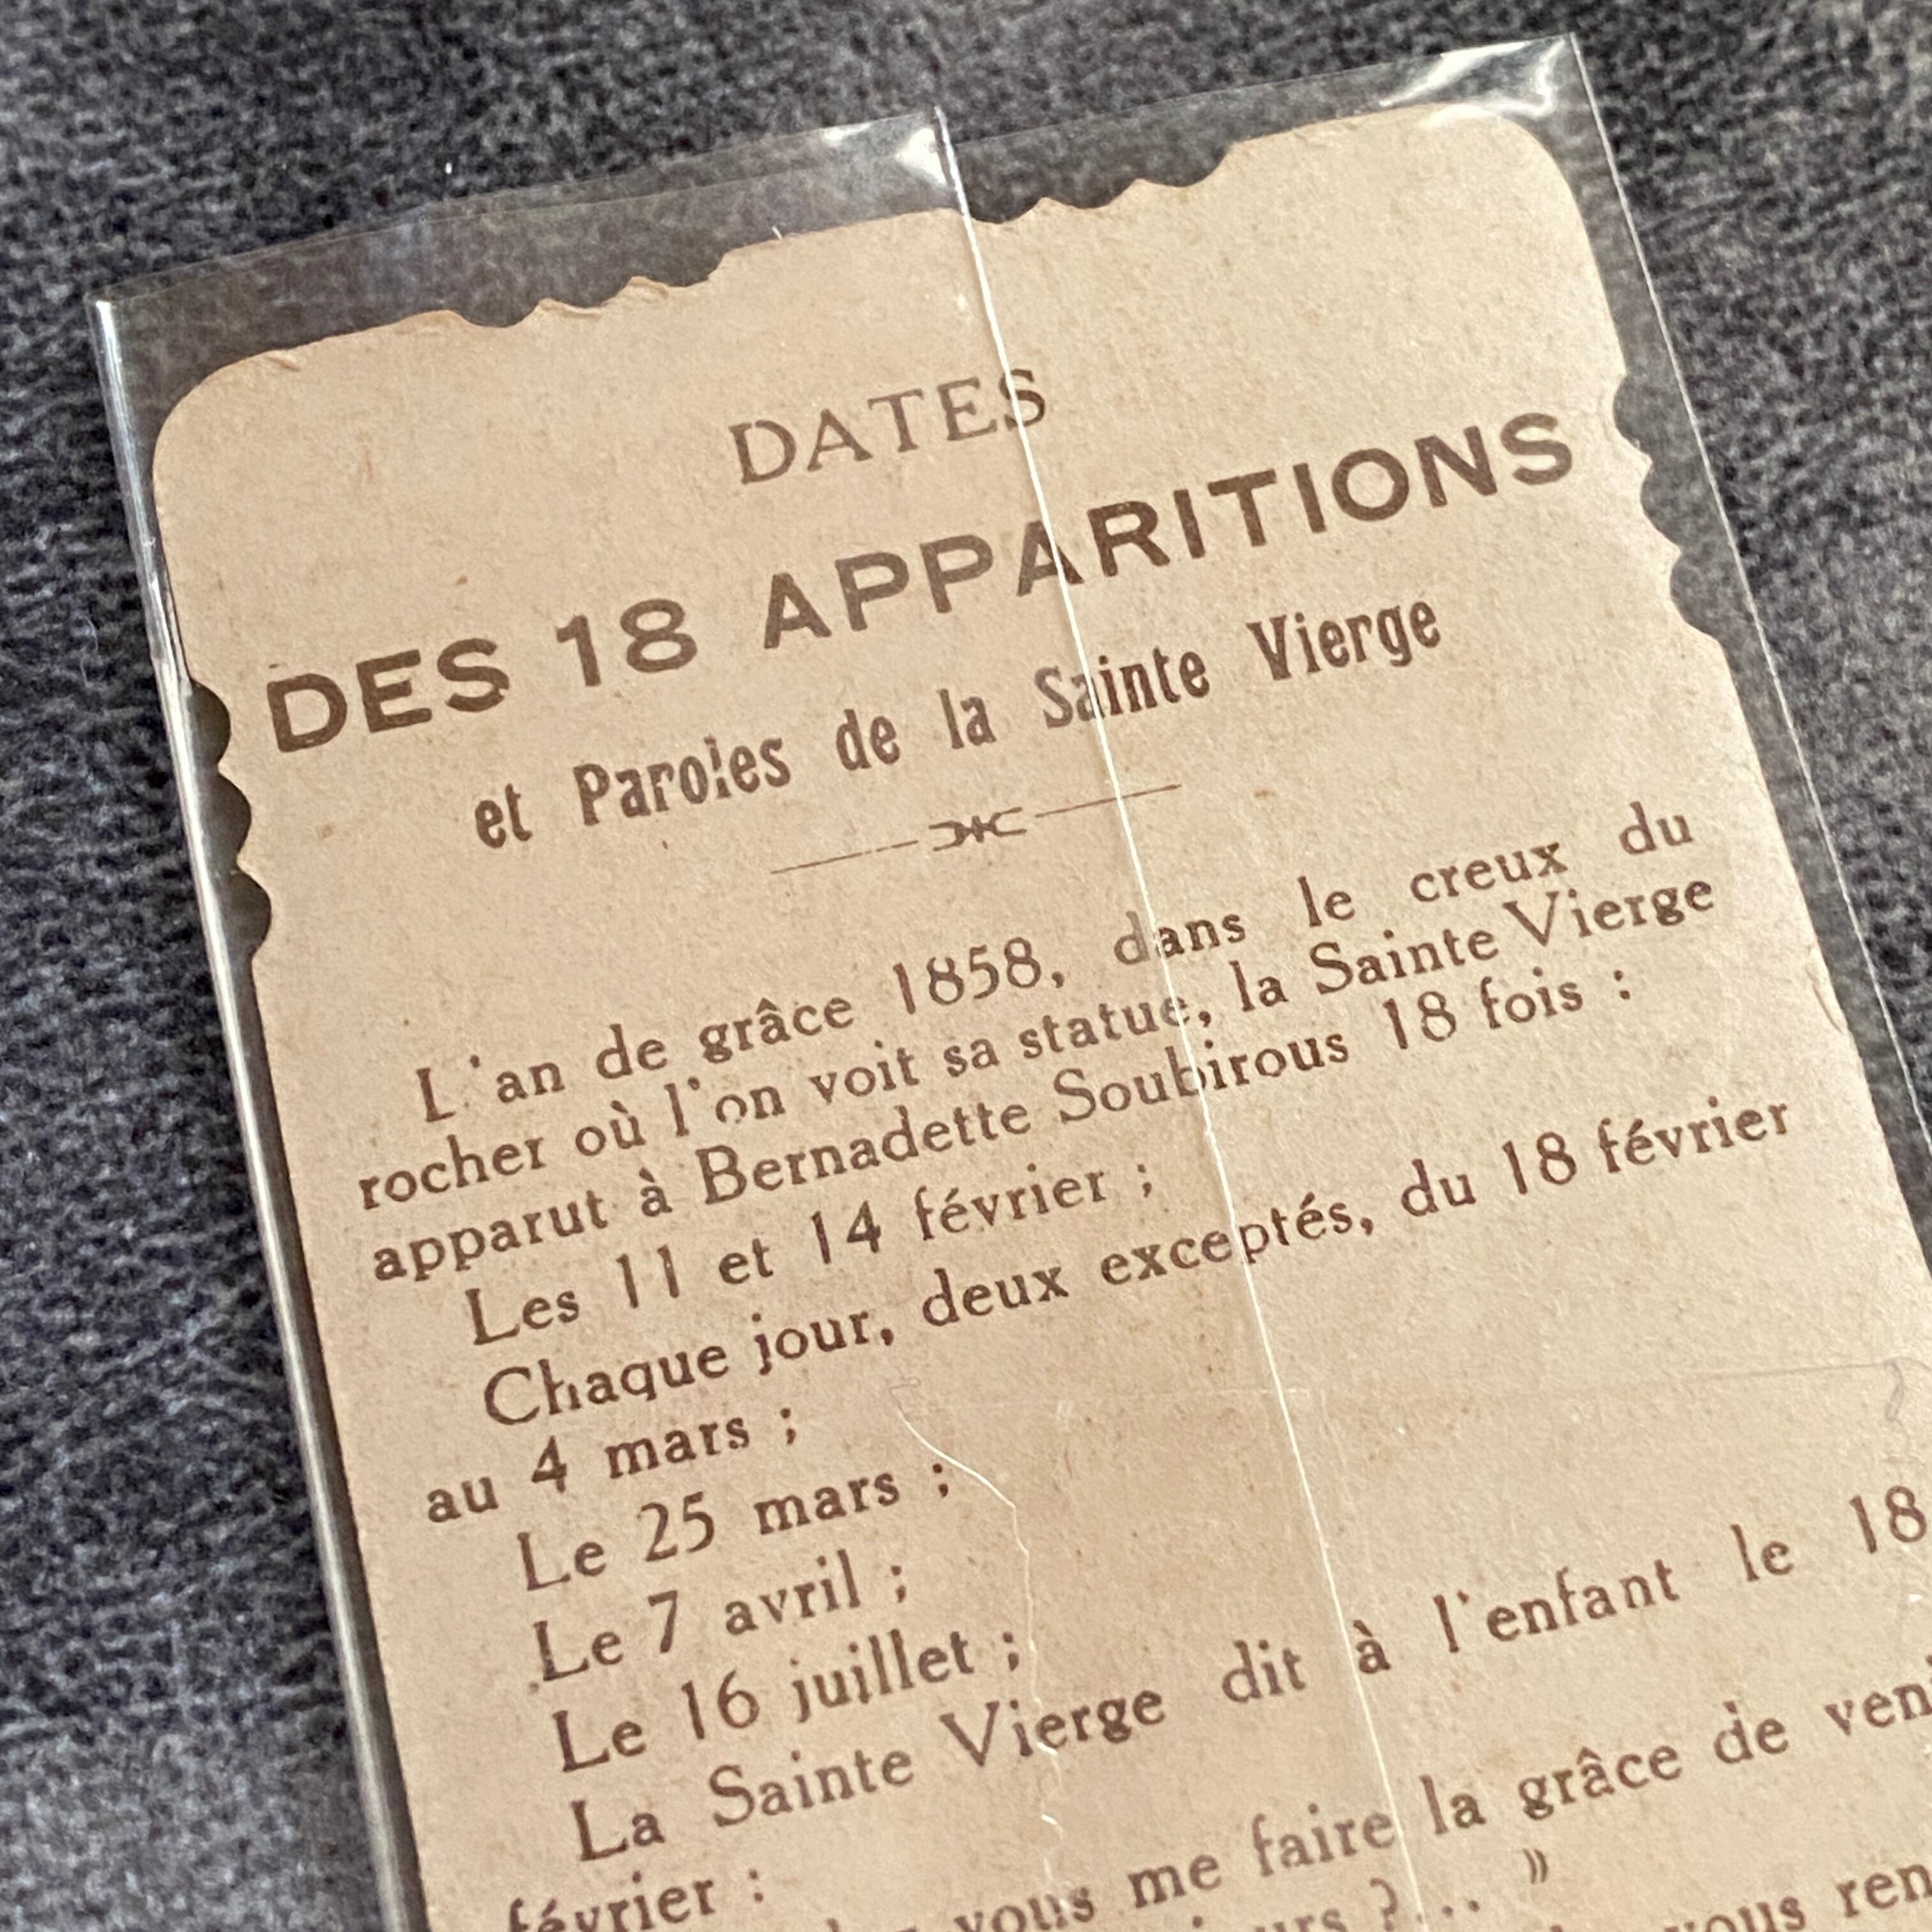 DATES
DES 18 APPARITIONS
et Paroles de la Sainte Vierge
L'an de grâce 1858, dans le creux du
rocher où l'on voit sa statue, la Sainte Vierge
apparut à Bernadette Soubirous 18 fois :
Les 11 et 14 février ;
Chaque jour, deux exceptés, du 18 février
au 4 mars ;
Le 25 mars ;
Le 7 avril ;
Le 16 juillet ;
La Sainte Vierge dit à l'enfant le 18
février :
vous me faire la grâce de
? ... »
vous